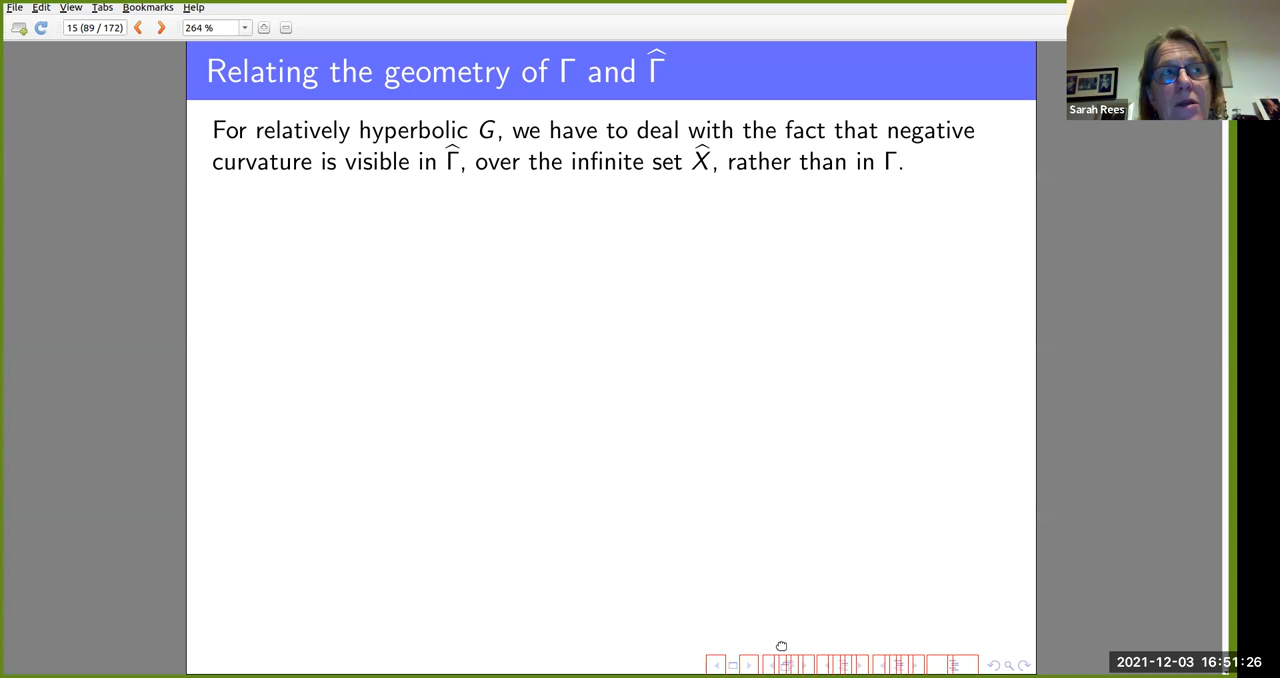 File Edit View Tabs Bookmarks Help
15 (89 / 172) 264 %
Relating the geometry of Γ and Γ̂
For relatively hyperbolic G, we have to deal with the fact that negative
curvature is visible in Γ̂, over the infinite set X̂, rather than in Γ.
Sarah Rees
2021-12-03 16:51:26